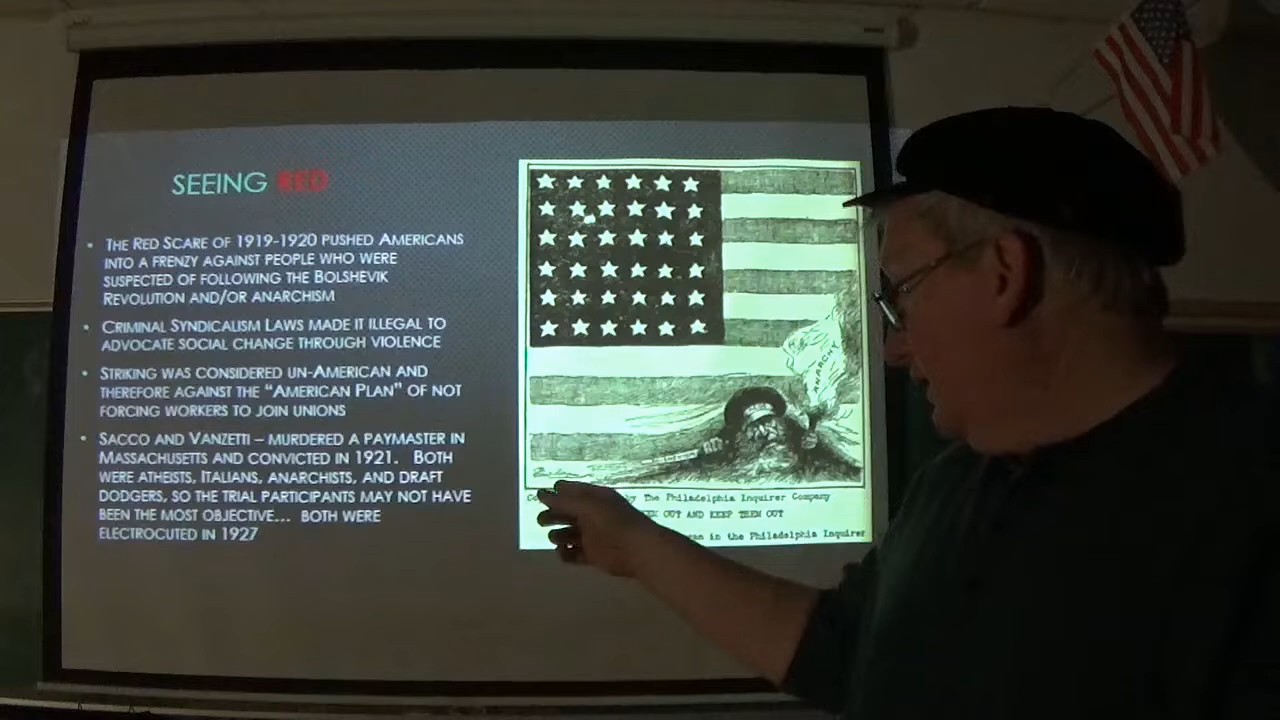 SEEING RED
• THE RED SCARE OF 1919-1920 PUSHED AMERICANS
INTO A FRENZY AGAINST PEOPLE WHO WERE
SUSPECTED OF FOLLOWING THE BOLSHEVIK
REVOLUTION AND/OR ANARCHISM
• CRIMINAL SYNDICALISM LAWS MADE IT ILLEGAL TO
ADVOCATE SOCIAL CHANGE THROUGH VIOLENCE
• STRIKING WAS CONSIDERED UN-AMERICAN AND
THEREFORE AGAINST THE “AMERICAN PLAN” OF NOT
FORCING WORKERS TO JOIN UNIONS
• SACCO AND VANZETTI – MURDERED A PAYMASTER IN
MASSACHUSETTS AND CONVICTED IN 1921. BOTH
WERE ATHEISTS, ITALIANS, ANARCHISTS, AND DRAFT
DODGERS, SO THE TRIAL PARTICIPANTS MAY NOT HAVE
BEEN THE MOST OBJECTIVE... BOTH WERE
ELECTROCUTED IN 1927
ANARCHY
by The Philadelphia Inquirer Company
OUT AND KEEP THEM OUT
in the Philadelphia Inquirer